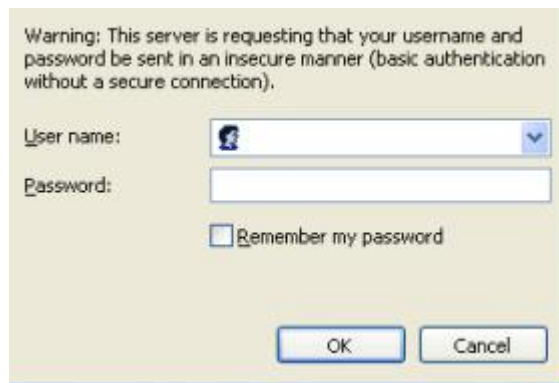 Warning: This server is requesting that your username and
password be sent in an insecure manner (basic authentication
without a secure connection).
User name:
Password:
Remember my password
OK Cancel